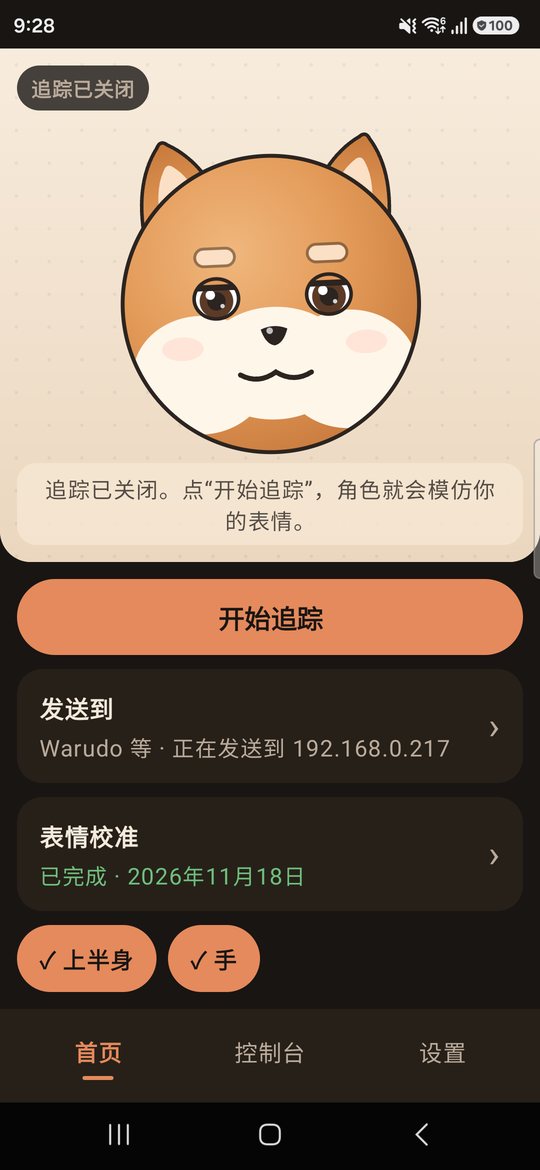 9:28
6
100
追踪已关闭
追踪已关闭。点“开始追踪”，角色就会模仿你
的表情。
开始追踪
发送到
Warudo 等 · 正在发送到 192.168.0.217
表情校准
已完成 · 2026年11月18日
✓ 上半身 ✓ 手
首页 控制台 设置